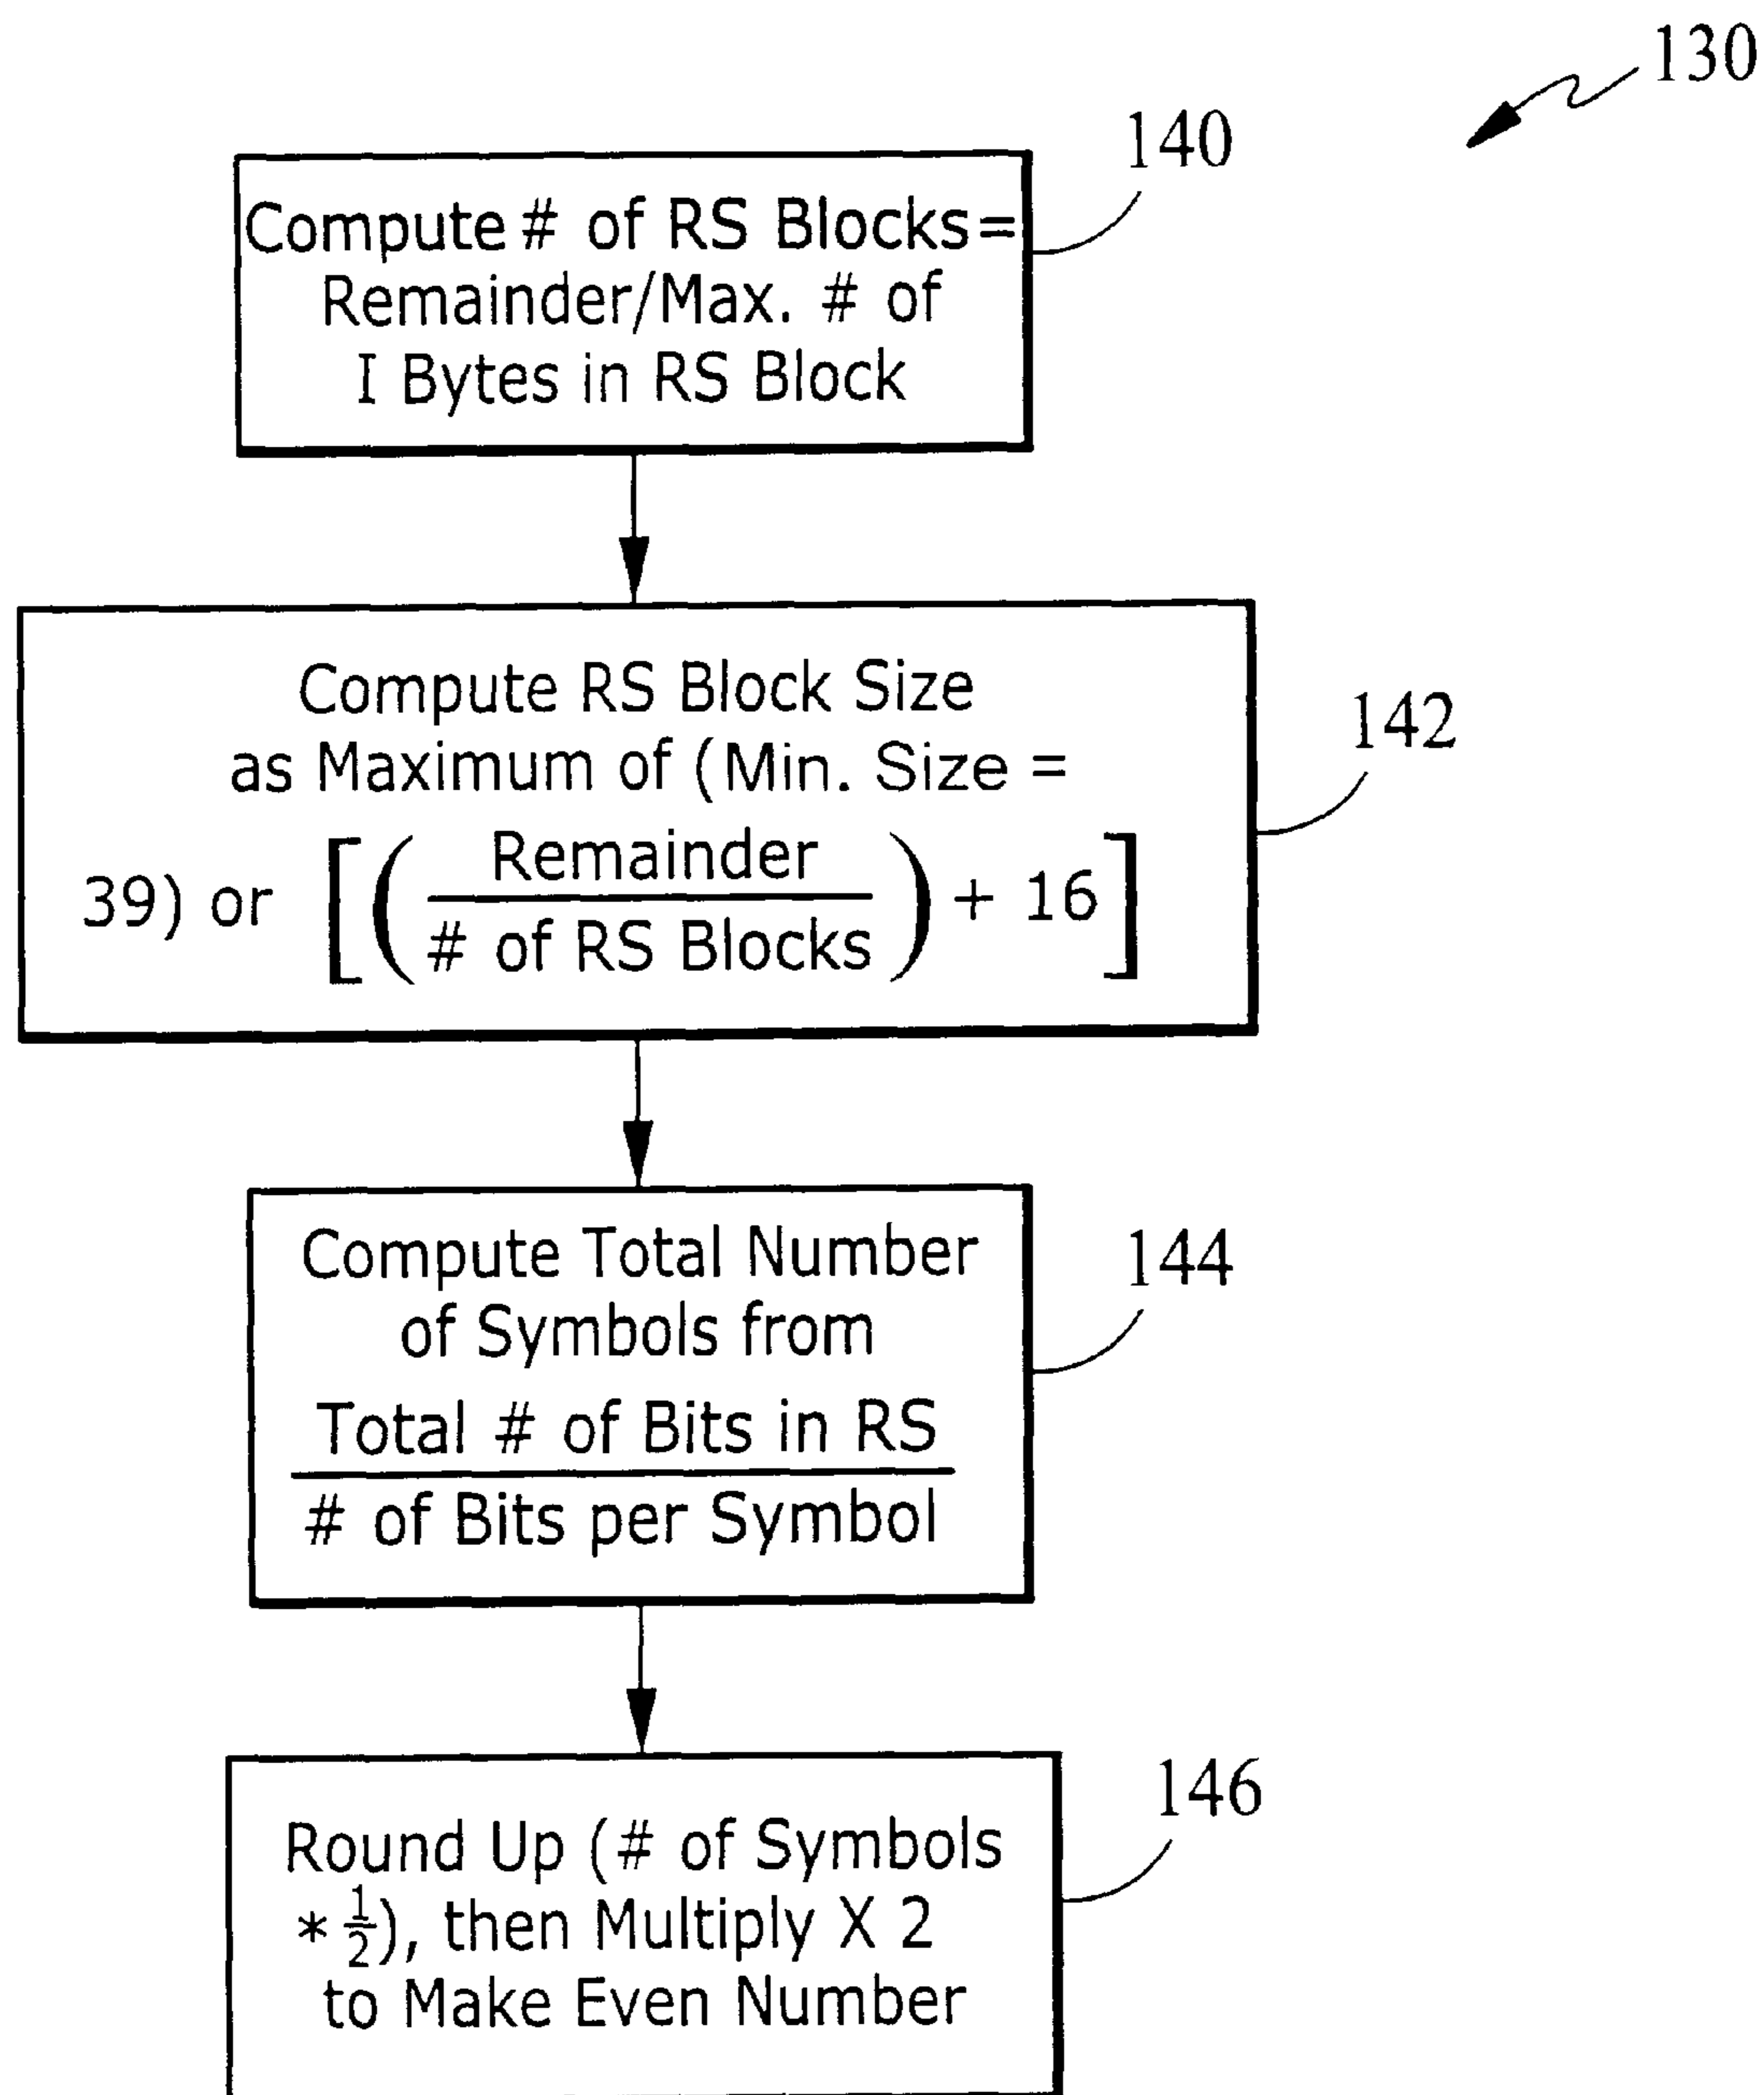 130
140
Compute # of RS Blocks=
Remainder/Max. # of
I Bytes in RS Block
142
Compute RS Block Size
as Maximum of (Min. Size =
39) or [( Remainder / # of RS Blocks ) + 16]
144
Compute Total Number
of Symbols from
Total # of Bits in RS
# of Bits per Symbol
146
Round Up (# of Symbols
* 1/2), then Multiply X 2
to Make Even Number